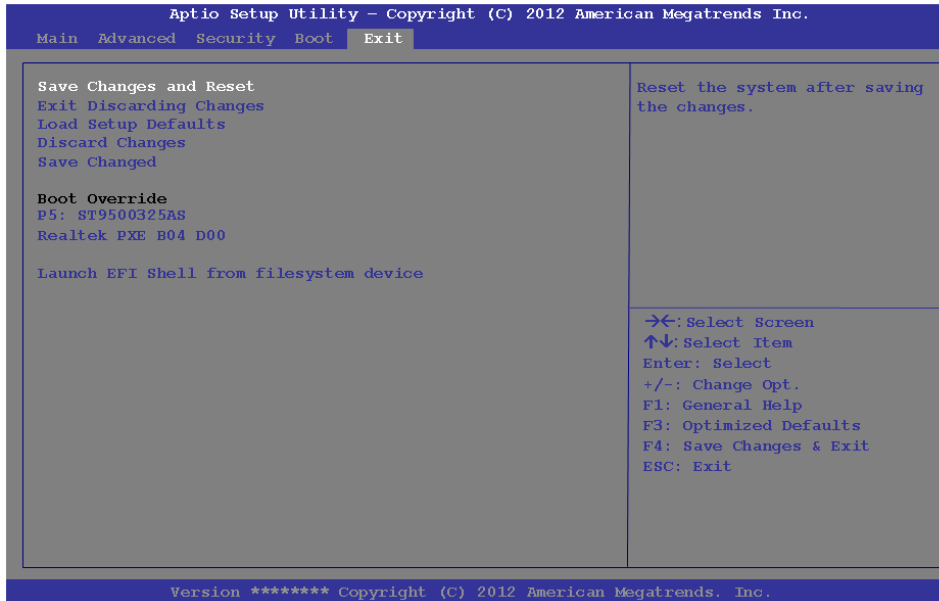 Aptio Setup Utility – Copyright (C) 2012 American Megatrends Inc.
Main Advanced Security Boot Exit
Save Changes and Reset
Exit Discarding Changes
Load Setup Defaults
Discard Changes
Save Changed
Boot Override
P5: ST9500325AS
Realtek PXE B04 D00
Launch EFI Shell from filesystem device
Reset the system after saving
the changes.
→←:Select Screen
↑↓:Select Item
Enter: Select
+/-: Change Opt.
F1: General Help
F3: Optimized Defaults
F4: Save Changes & Exit
ESC: Exit
Version ******** Copyright (C) 2012 American Megatrends. Inc.